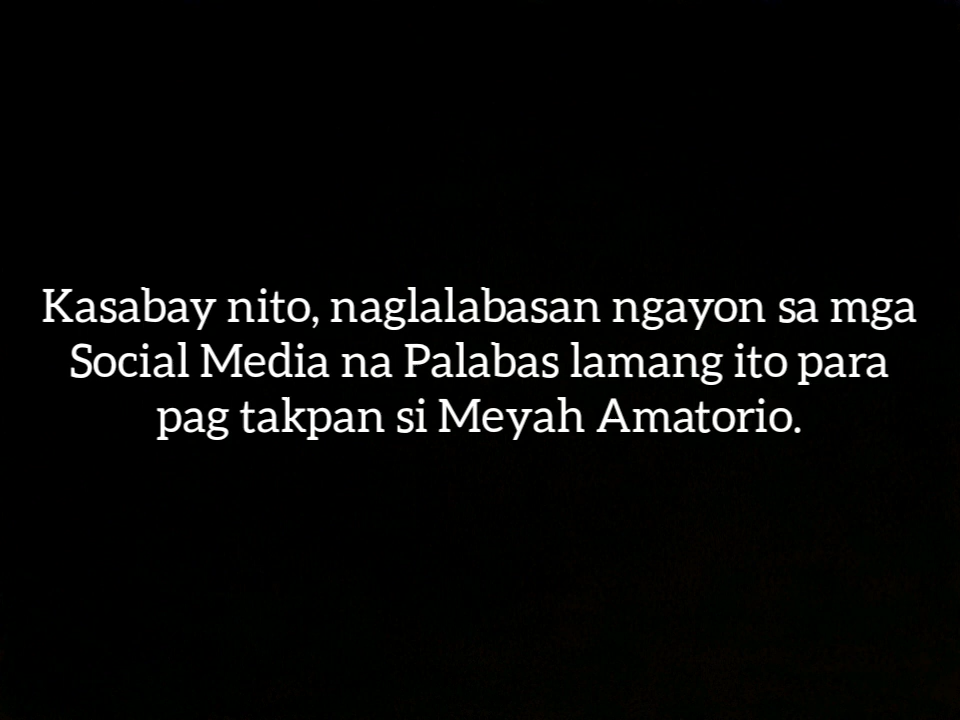 Kasabay nito, naglalabasan ngayon sa mga
Social Media na Palabas lamang ito para
pag takpan si Meyah Amatorio.